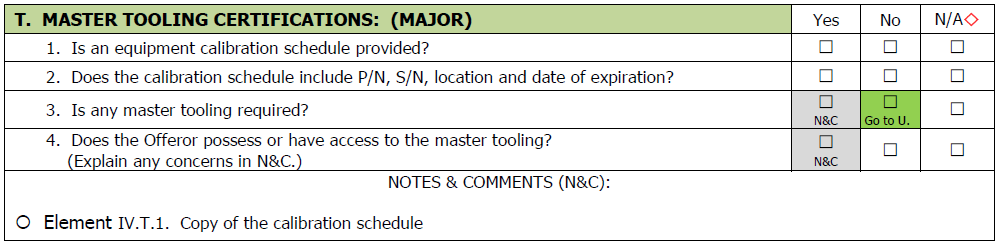 T. MASTER TOOLING CERTIFICATIONS: (MAJOR) Yes No N/A◇
1. Is an equipment calibration schedule provided? ☐ ☐ ☐
2. Does the calibration schedule include P/N, S/N, location and date of expiration? ☐ ☐ ☐
3. Is any master tooling required? ☐ ☐ ☐
N&C Go to U.
4. Does the Offeror possess or have access to the master tooling? ☐ ☐ ☐
(Explain any concerns in N&C.) N&C
NOTES & COMMENTS (N&C):
○ Element IV.T.1. Copy of the calibration schedule